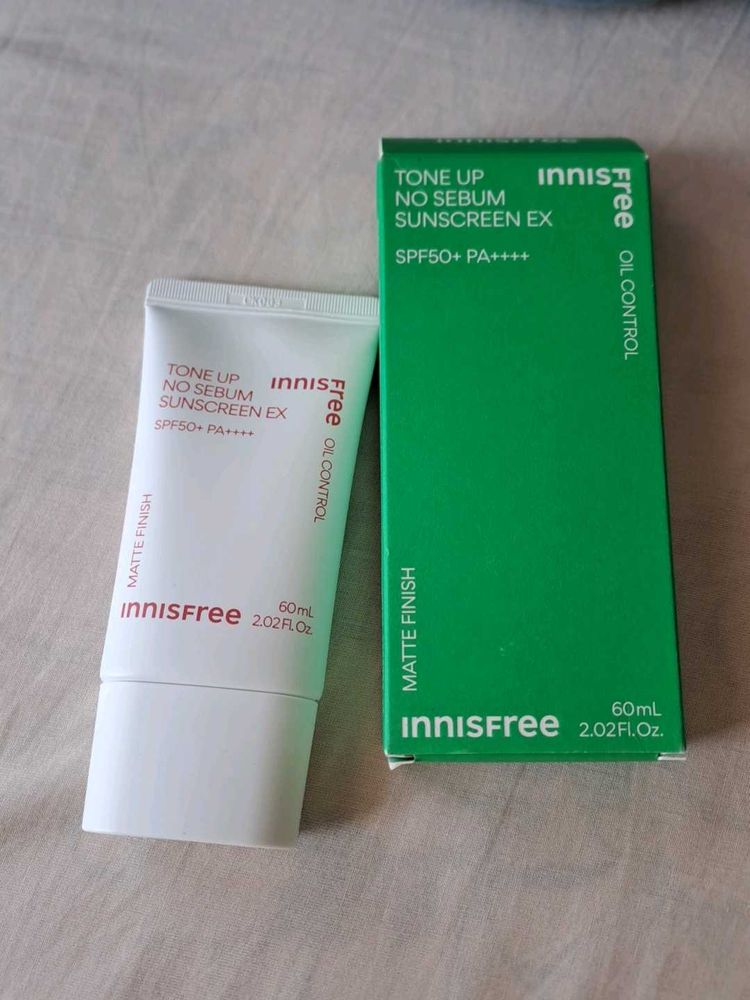 TONE UP
NO SEBUM
SUNSCREEN EX
SPF50+ PA++++
INNISFree
OIL CONTROL
MATTE FINISH
INNISFree
60mL
2.02Fl.Oz.
INNISFree
TONE UP
NO SEBUM
SUNSCREEN EX
SPF50+ PA++++
INNISFree
OIL CONTROL
MATTE FINISH
INNISFree
60mL
2.02Fl.Oz.